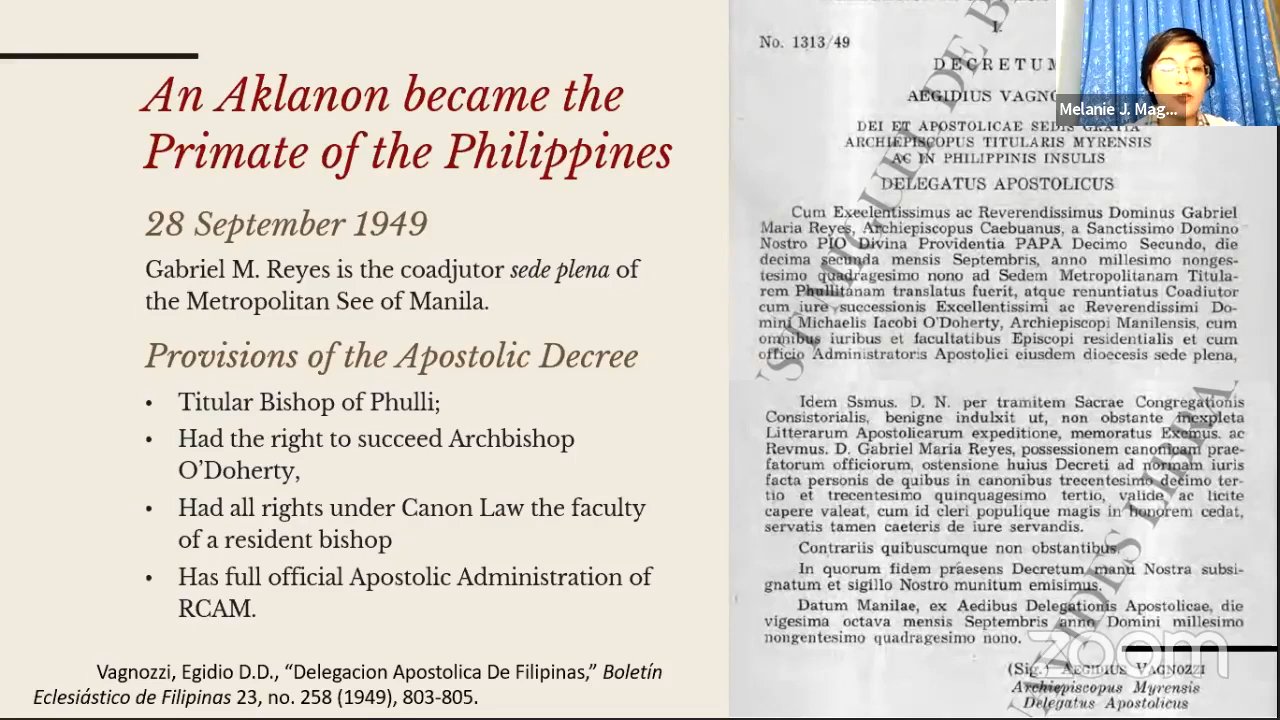 An Aklanon became the
Primate of the Philippines
28 September 1949
Gabriel M. Reyes is the coadjutor sede plena of
the Metropolitan See of Manila.
Provisions of the Apostolic Decree
• Titular Bishop of Phulli;
• Had the right to succeed Archbishop
O’Doherty,
• Had all rights under Canon Law the faculty
of a resident bishop
• Has full official Apostolic Administration of
RCAM.
Vagnozzi, Egidio D.D., “Delegacion Apostolica De Filipinas,” Boletín
Eclesiástico de Filipinas 23, no. 258 (1949), 803-805.
I.
No. 1313/49
DECRETUM
AEGIDIUS VAGNO
DEI ET APOSTOLICAE SEDIS GRATIA
ARCHIEPISCOPUS TITULARIS MYRENSIS
AC IN PHILIPPINIS INSULIS
DELEGATUS APOSTOLICUS
Cum Excelentissimus ac Reverendissimus Dominus Gabriel
Maria Reyes, Archiepiscopus Caebuanus, a Sanctissimo Domino
Nostro PIO Divina Providentia PAPA Decimo Secundo, die
decima secunda mensis Septembris, anno millesimo nonges-
tesimo quadragesimo nono ad Sedem Metropolitanam Titula-
rem Phullitanam translatus fuerit, atque renuntiatus Coadiutor
cum iure successionis Excellentissimi ac Reverendissimi Do-
mini Michaelis Iacobi O’Doherty, Archiepiscopi Manilensis, cum
omnibus iuribus et facultatibus Episcopi residentialis et cum
officio Administratoris Apostolici eiusdem dioecesis sede plena,
Idem Ssmus. D. N. per tramitem Sacrae Congregationis
Consistorialis, benigne indulxit ut, non obstante inexpleta
Litterarum Apostolicarum expeditione, memoratus Excmus. ac
Revmus. D. Gabriel Maria Reyes, possessionem canonicam prae-
fatorum officiorum, ostensione huius Decreti ad normam iuris
facta personis de quibus in canonibus trecentesimo decimo ter-
tio et trecentesimo quinquagesimo tertio, valide ac licite
capere valeat, cum id cleri populique magis in honorem cedat,
servatis tamen caeteris de iure servandis.
Contrariis quibuscumque non obstantibus.
In quorum fidem praesens Decretum manu Nostra subsi-
gnatum et sigillo Nostro munitum emisimus.
Datum Manilae, ex Aedibus Delegationis Apostolicae, die
vigesima octava mensis Septembris anno Domini millesimo
nongentesimo quadragesimo nono.
(Sig.) AEGIDIUS VAGNOZZI
Archiepiscopus Myrensis
Delegatus Apostolicus
Melanie J. Mag...
zoom